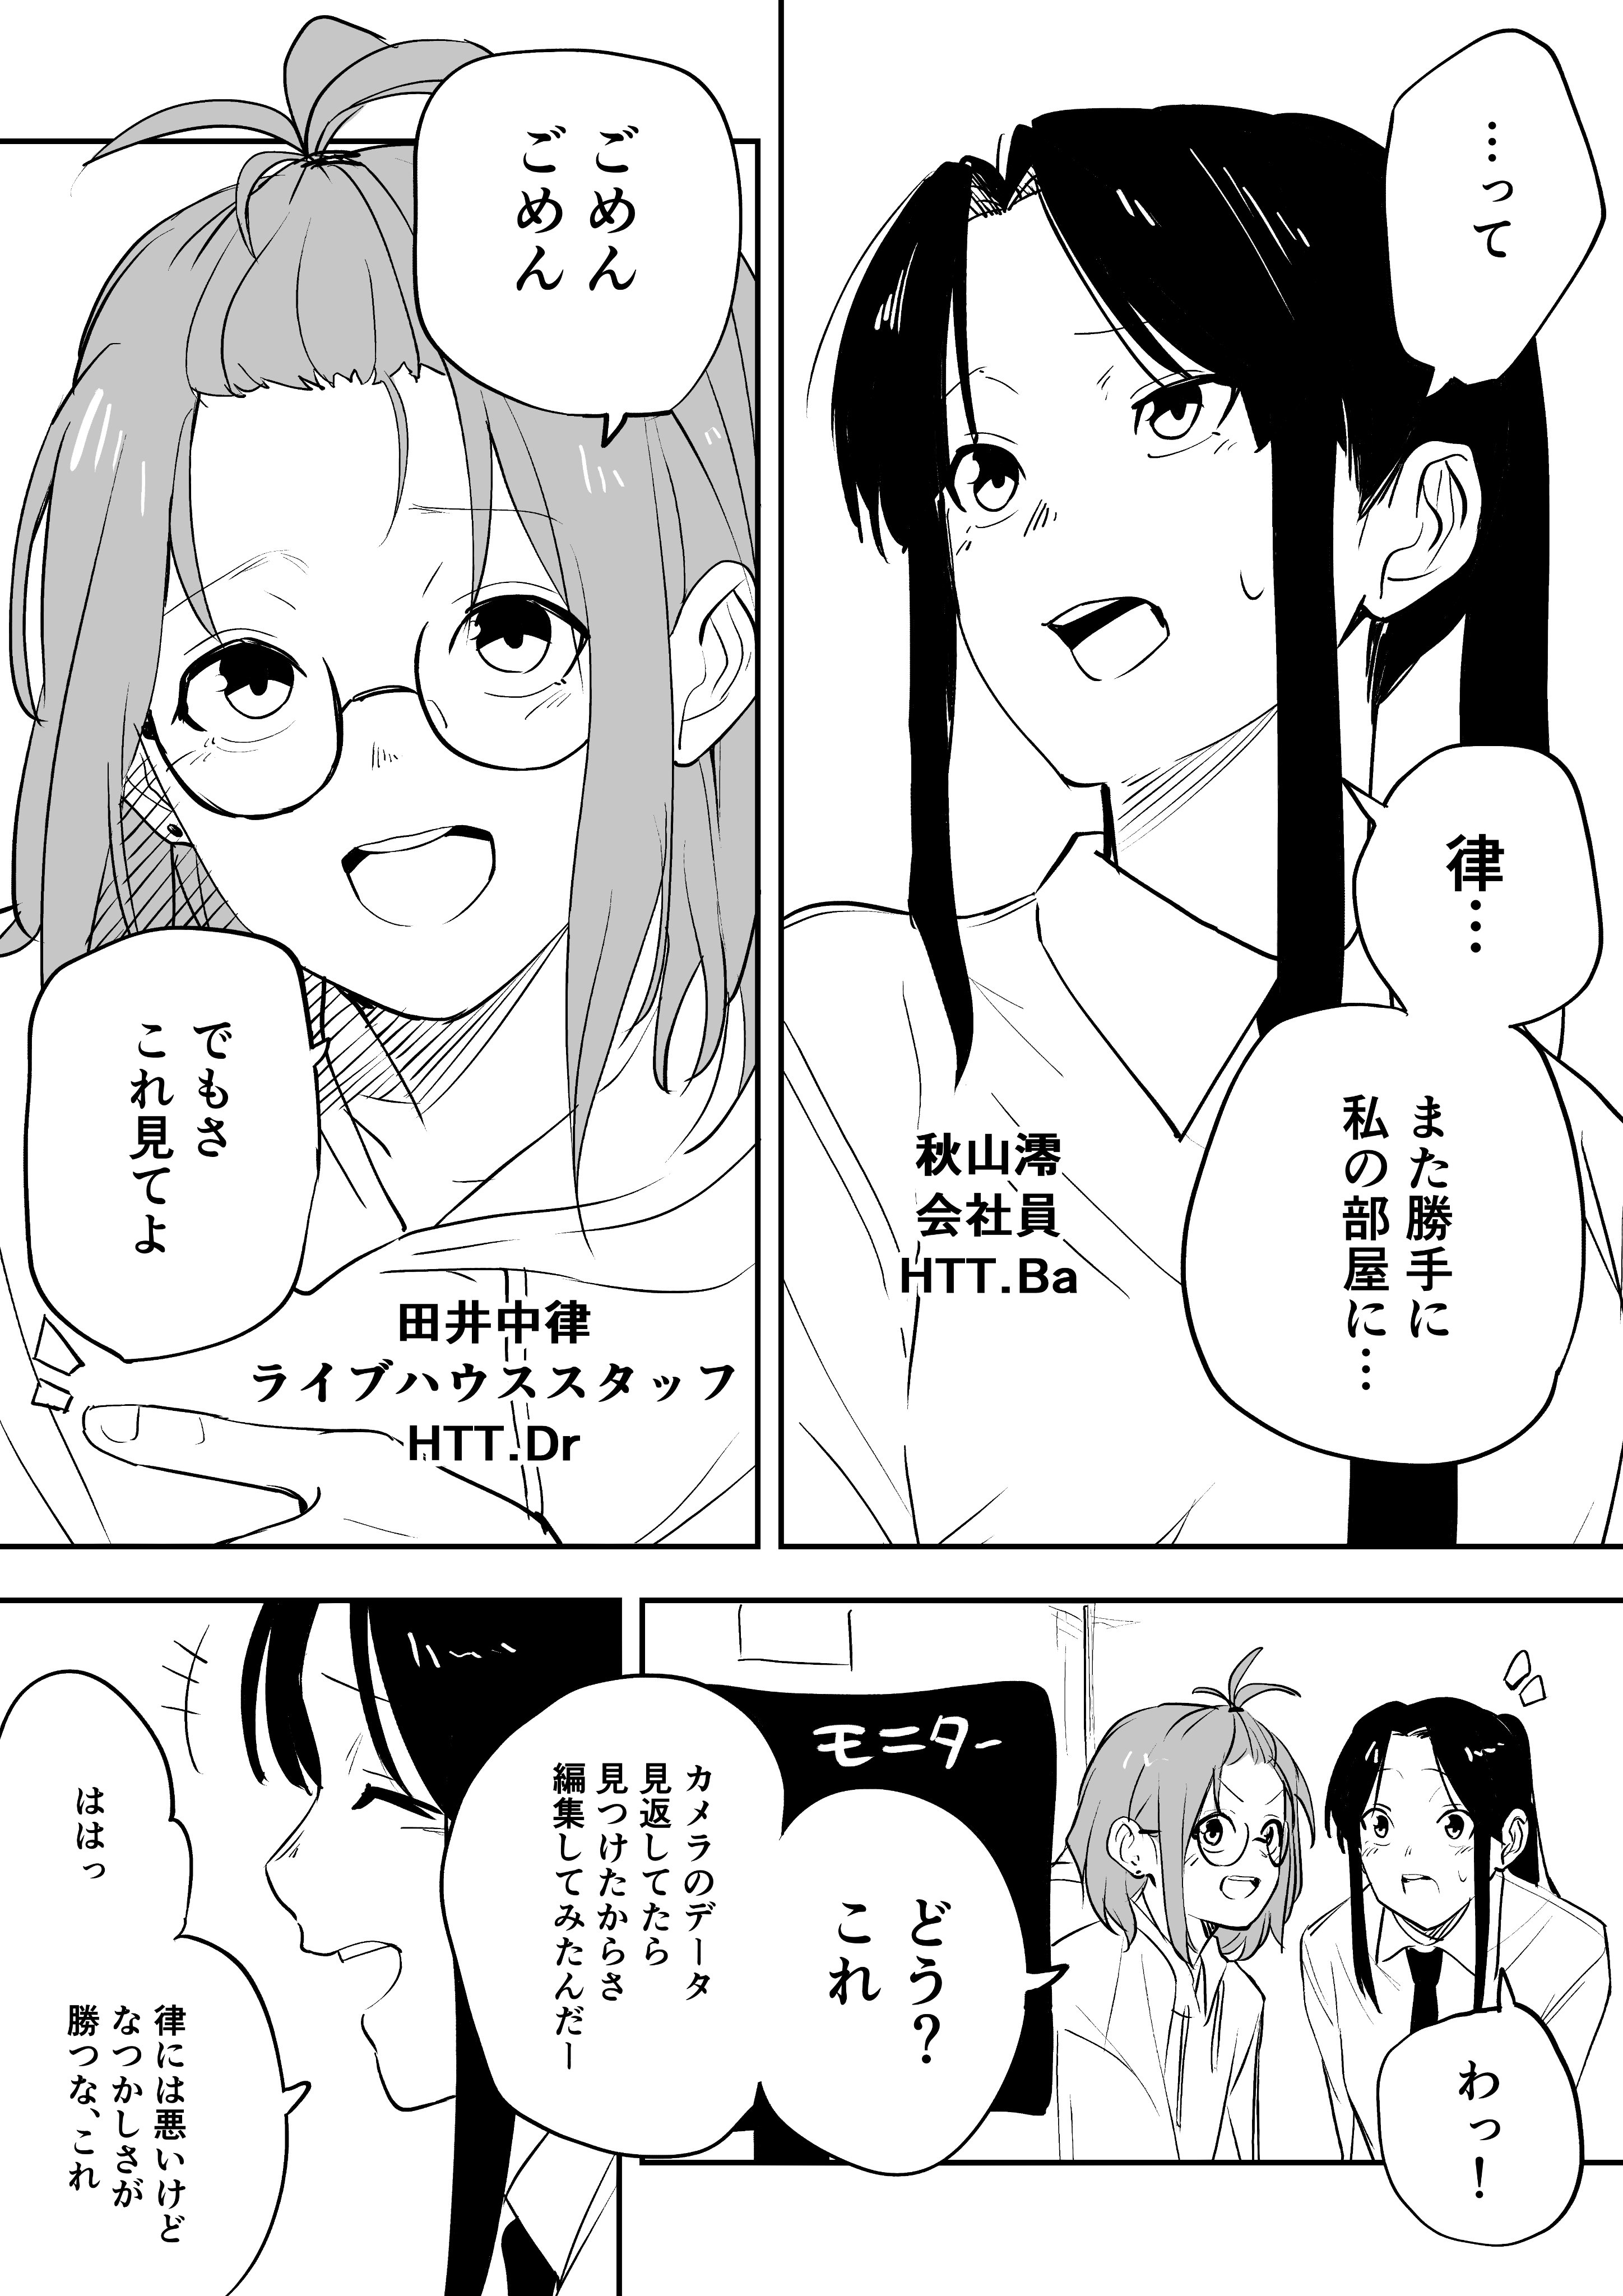 …って
律…
また勝手に
私の部屋に…
秋山澪
会社員
HTT.Ba
ごめん
ごめん
でもさ
これ見てよ
田井中律
ライブハウススタッフ
HTT.Dr
わっ！
モニター
どう？
これ
カメラのデータ
見返してたら
見つけたからさ
編集してみたんだー
ははっ
律には悪いけど
なつかしさが
勝つな、これ